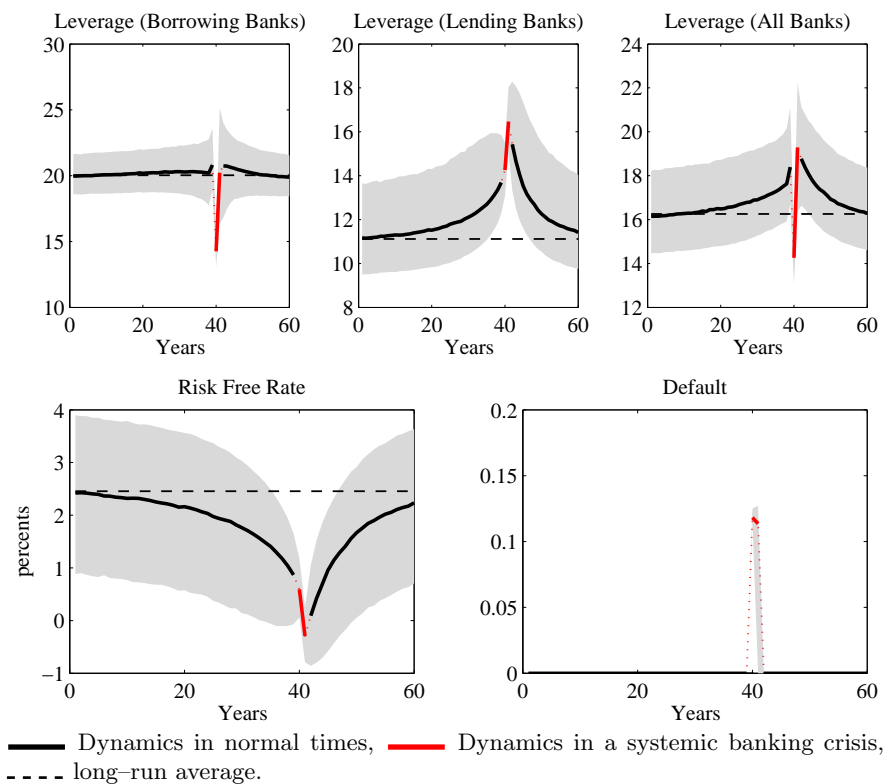 Leverage (Borrowing Banks)
30
25
20
15
10
0 20 40 60
Years
Leverage (Lending Banks)
20
18
16
14
12
10
8
0 20 40 60
Years
Leverage (All Banks)
24
22
20
18
16
14
12
0 20 40 60
Years
Risk Free Rate
percents
4
3
2
1
0
−1
0 20 40 60
Years
Default
0.2
0.15
0.1
0.05
0
0 20 40 60
Years
Dynamics in normal times, Dynamics in a systemic banking crisis,
long–run average.